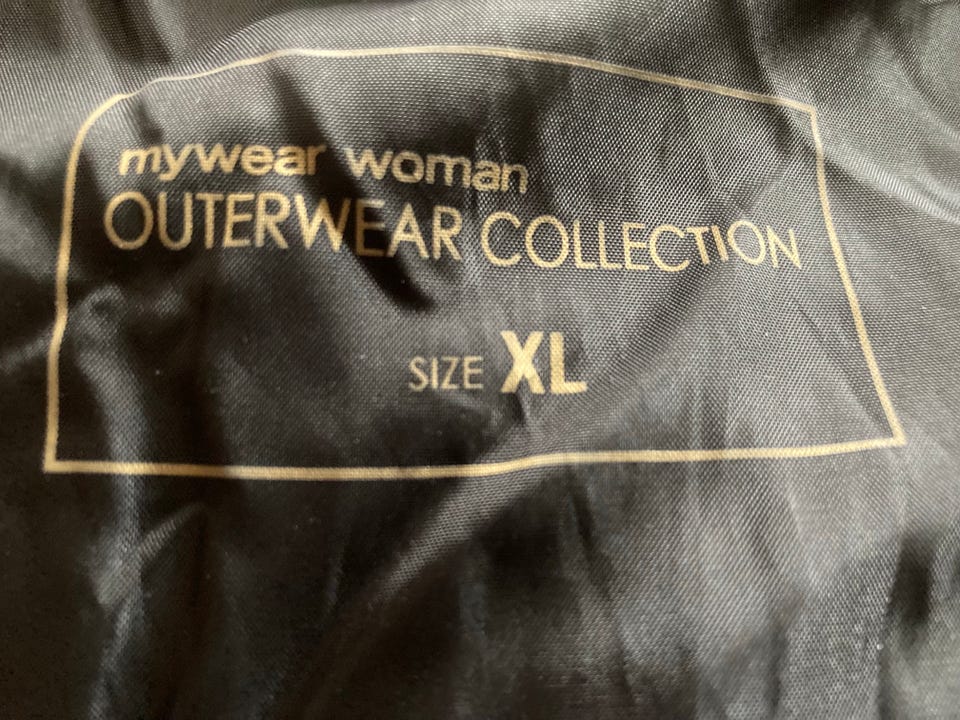 mywear woman
OUTERWEAR COLLECTION
SIZE XL